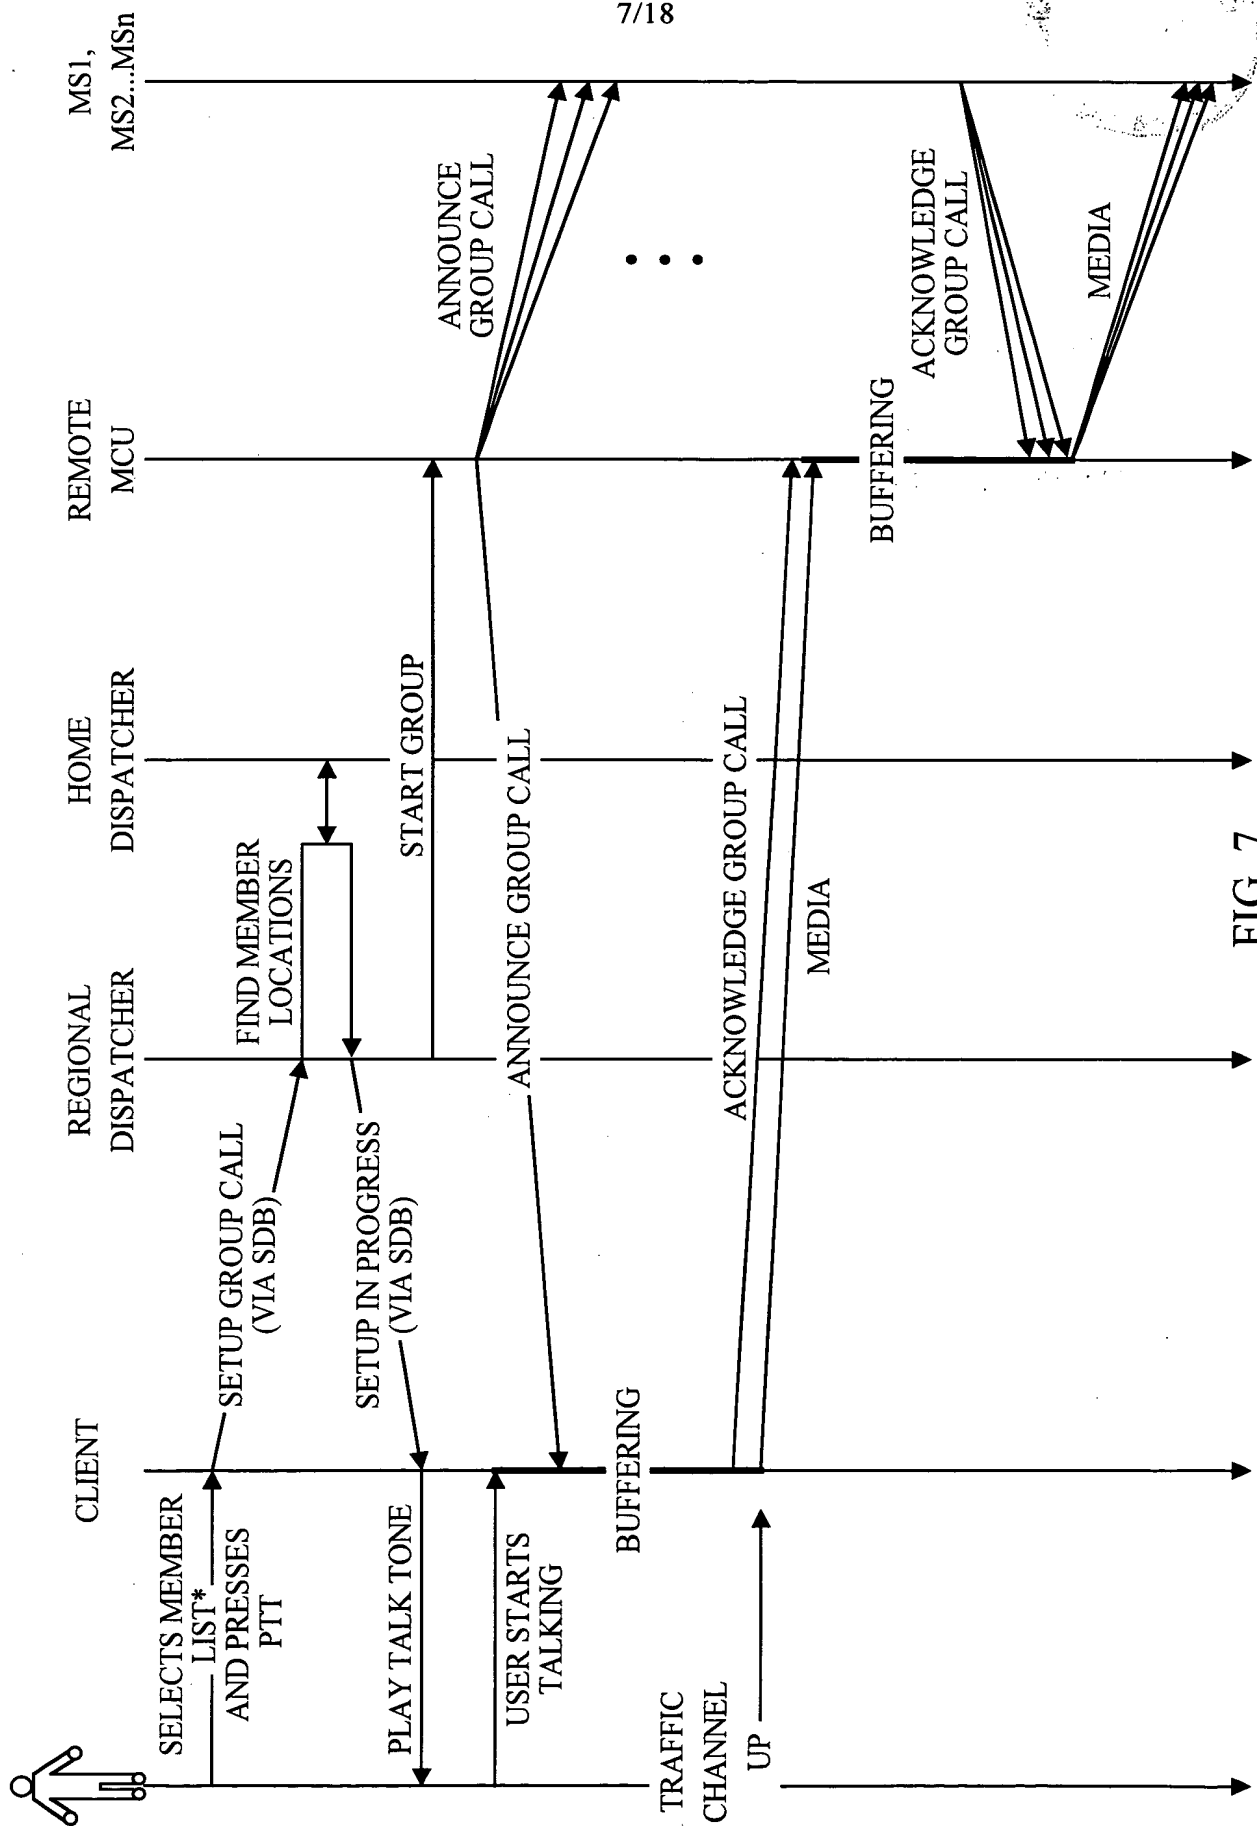 7/18
CLIENT
REGIONAL
DISPATCHER
HOME
DISPATCHER
REMOTE
MCU
MS1,
MS2...MSn
SELECTS MEMBER
LIST*
AND PRESSES
PTT
SETUP GROUP CALL
(VIA SDB)
FIND MEMBER
LOCATIONS
SETUP IN PROGRESS
(VIA SDB)
PLAY TALK TONE
START GROUP
ANNOUNCE
GROUP CALL
USER STARTS
TALKING
ANNOUNCE GROUP CALL
BUFFERING
TRAFFIC
CHANNEL
UP
ACKNOWLEDGE GROUP CALL
MEDIA
BUFFERING
ACKNOWLEDGE
GROUP CALL
MEDIA
FIG. 7